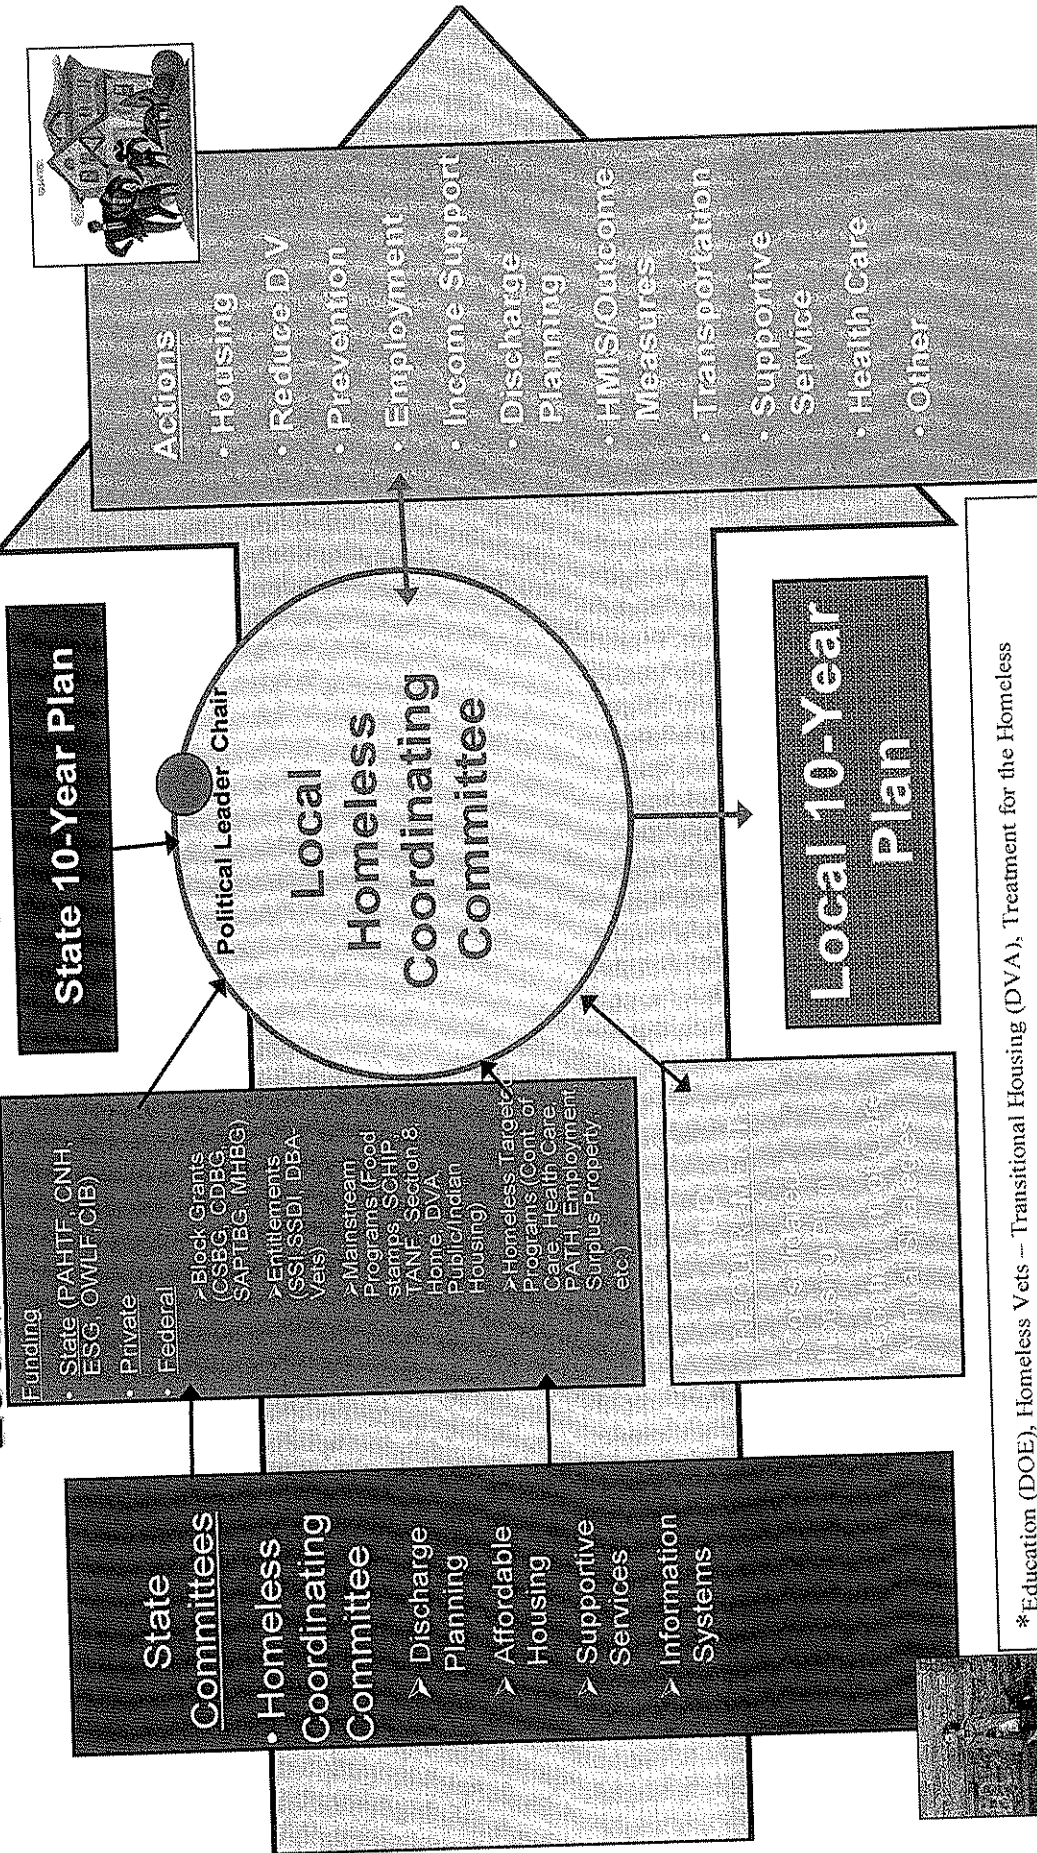 State
Committees
• Homeless
Coordinating
Committee
➢ Discharge
Planning
➢ Affordable
Housing
➢ Supportive
Services
➢ Information
Systems
Funding
• State (PAHTF, CNH,
ESG, OWLF, CIB)
• Private
• Federal
➢Block Grants
(CSBG, CDBG,
SAPTBG, MHBG)
➢Entitlements
(SSI, SSDI, DBA-
Vets)
➢Mainstream
Programs (Food
stamps, SCHIP,
TANF, Section 8,
Home, DVA,
Public/Indian
Housing)
➢Homeless Targeted
Programs (Cont. of
Care, Health Care,
PATH, Employment,
Surplus Property,
etc.)
State 10-Year Plan
Political Leader Chair
Local
Homeless
Coordinating
Committee
Local 10-Year
Plan
Actions
• Housing
• Reduce DV
• Prevention
• Employment
• Income Support
• Discharge
Planning
• HMIS/Outcome
Measures
• Transportation
• Supportive
Service
• Health Care
• Other
*Education (DOE), Homeless Vets – Transitional Housing (DVA), Treatment for the Homeless